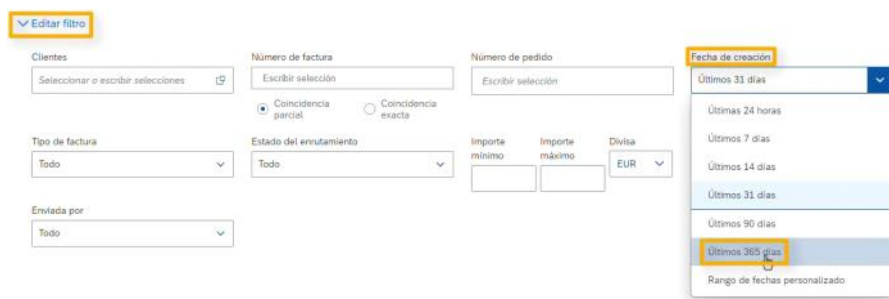 Editar filtro
Clientes
Número de factura
Número de pedido
Fecha de creación
Seleccionar o escribir selecciones
Escribir selección
Escribir selección
Últimos 31 días
Coincidencia parcial
Coincidencia exacta
Últimas 24 horas
Últimos 7 días
Tipo de factura
Estado del enrutamiento
Importe mínimo
Importe máximo
Divisa
Todo
Todo
EUR
Últimos 14 días
Últimos 31 días
Enviada por
Últimos 90 días
Todo
Últimos 365 días
Rango de fechas personalizado